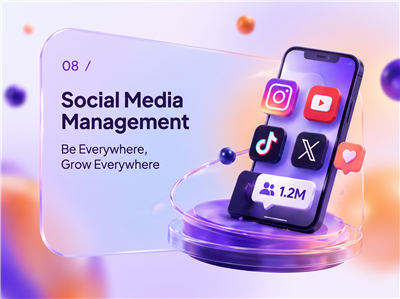 08 /
Social Media
Management
Be Everywhere,
Grow Everywhere
1.2M